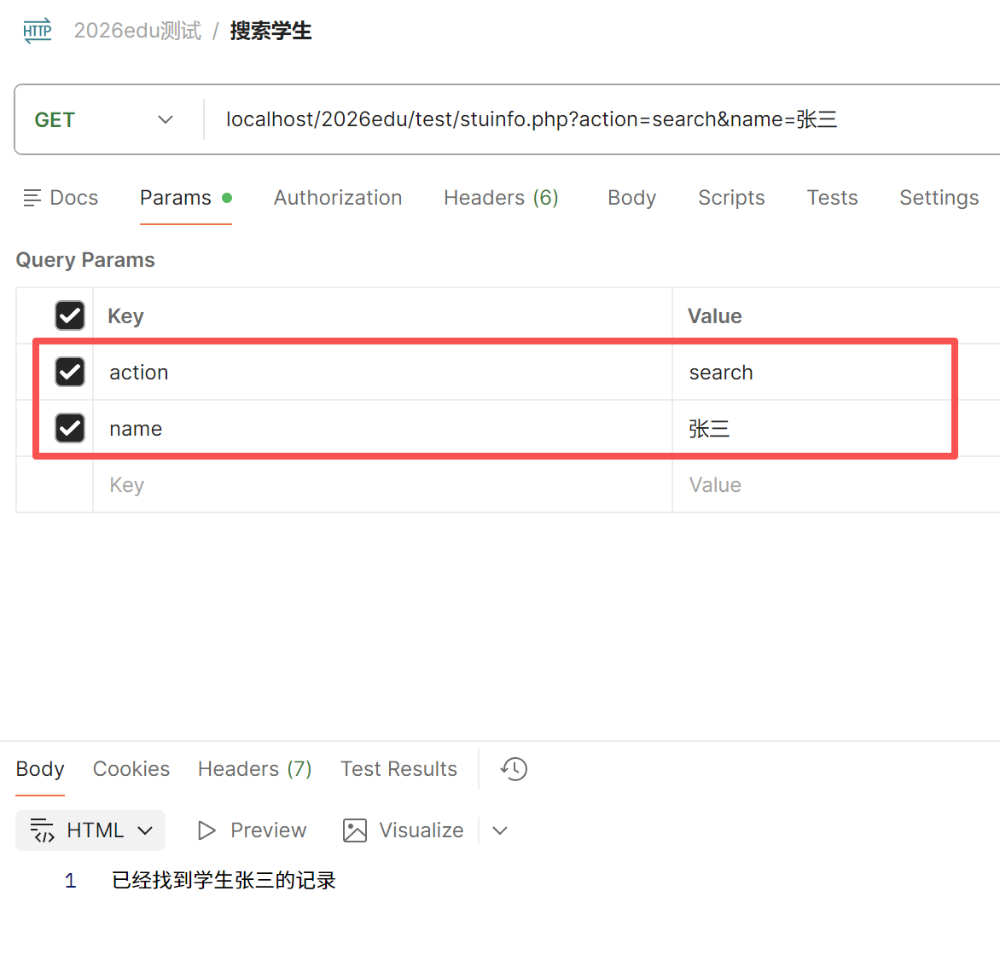 HTTP 2026edu测试 / 搜索学生
GET localhost/2026edu/test/stuinfo.php?action=search&name=张三
Docs Params Authorization Headers (6) Body Scripts Tests Settings
Query Params
Key Value
action search
name 张三
Key Value
Body Cookies Headers (7) Test Results
HTML Preview Visualize
1 已经找到学生张三的记录